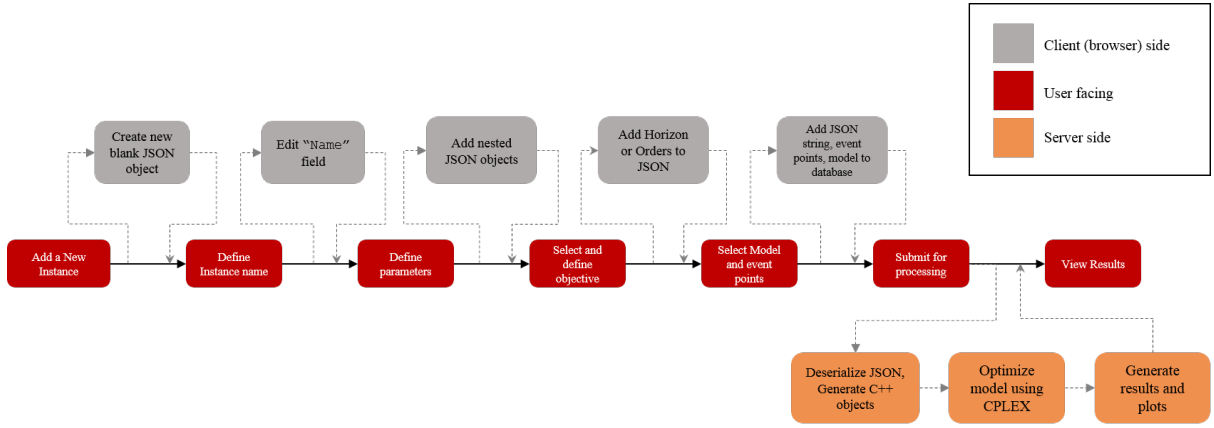 Client (browser) side
User facing
Server side
Create new
blank JSON
object
Edit “Name”
field
Add nested
JSON objects
Add Horizon
or Orders to
JSON
Add JSON
string, event
points, model to
database
Add a New
Instance
Define
Instance name
Define
parameters
Select and
define
objective
Select Model
and event
points
Submit for
processing
View Results
Deserialize JSON,
Generate C++
objects
Optimize
model using
CPLEX
Generate
results and
plots